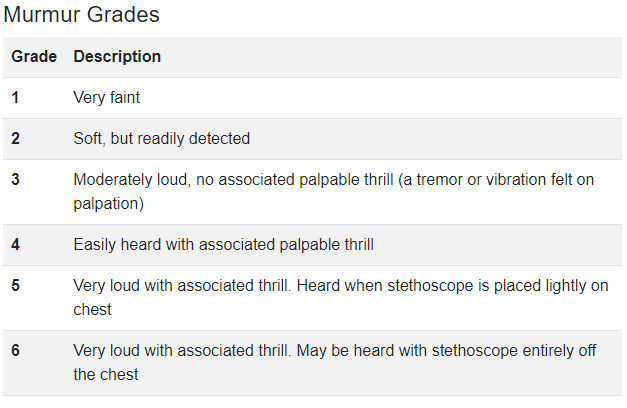 Murmur Grades
Grade Description
1 Very faint
2 Soft, but readily detected
3 Moderately loud, no associated palpable thrill (a tremor or vibration felt on
palpation)
4 Easily heard with associated palpable thrill
5 Very loud with associated thrill. Heard when stethoscope is placed lightly on
chest
6 Very loud with associated thrill. May be heard with stethoscope entirely off
the chest